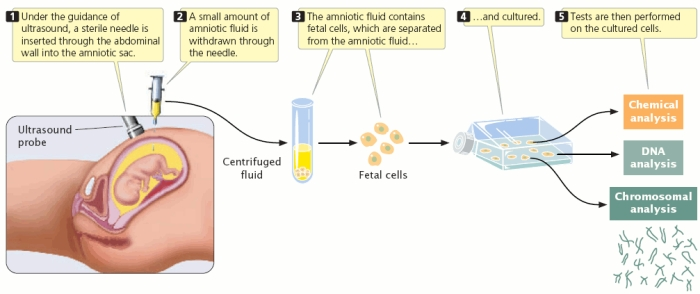 1 Under the guidance of
ultrasound, a sterile needle is
inserted through the abdominal
wall into the amniotic sac.
2 A small amount of
amniotic fluid is
withdrawn through
the needle.
3 The amniotic fluid contains
fetal cells, which are separated
from the amniotic fluid…
4 …and cultured.
5 Tests are then performed
on the cultured cells.
Ultrasound
probe
Centrifuged
fluid
Fetal cells
Chemical
analysis
DNA
analysis
Chromosomal
analysis